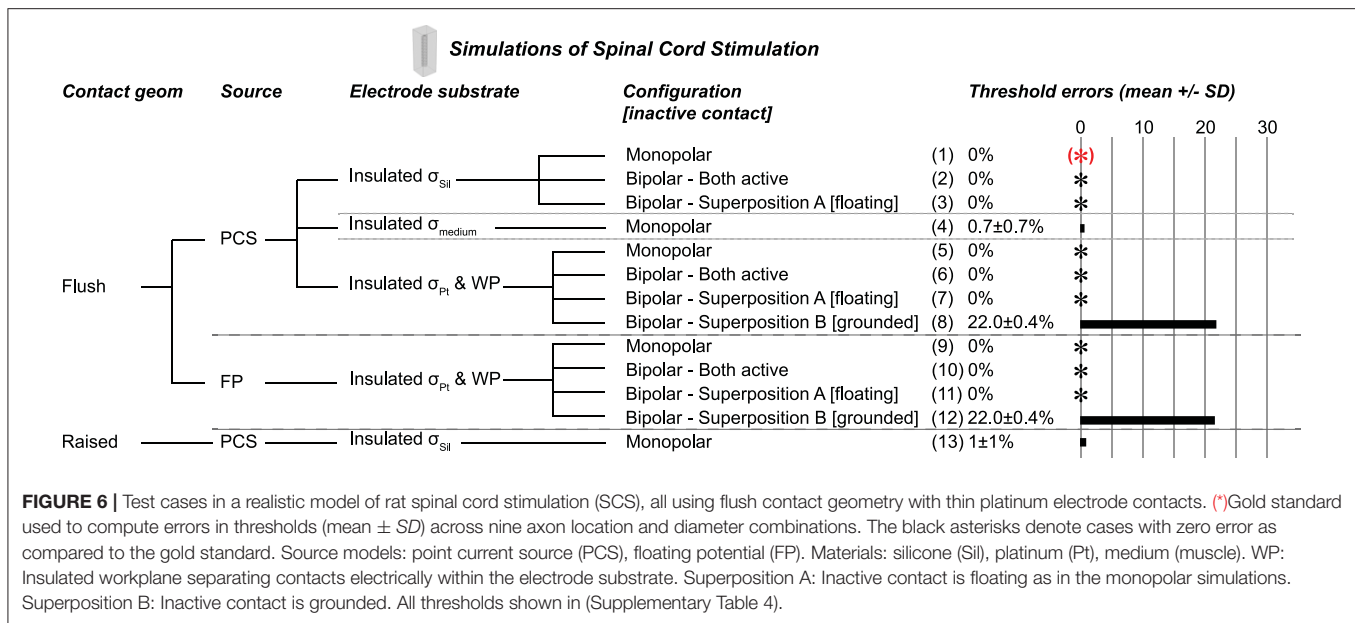 Simulations of Spinal Cord Stimulation
Contact geom Source Electrode substrate Configuration Threshold errors (mean +/- SD)
[inactive contact]
0 10 20 30
Monopolar (1) 0% (*)
Insulated σSil Bipolar - Both active (2) 0% *
Bipolar - Superposition A [floating] (3) 0% *
PCS Insulated σmedium Monopolar (4) 0.7±0.7%
Monopolar (5) 0% *
Flush Insulated σPt & WP Bipolar - Both active (6) 0% *
Bipolar - Superposition A [floating] (7) 0% *
Bipolar - Superposition B [grounded] (8) 22.0±0.4%
Monopolar (9) 0% *
FP Insulated σPt & WP Bipolar - Both active (10) 0% *
Bipolar - Superposition A [floating] (11) 0% *
Bipolar - Superposition B [grounded] (12) 22.0±0.4%
Raised PCS Insulated σSil Monopolar (13) 1±1%
FIGURE 6 | Test cases in a realistic model of rat spinal cord stimulation (SCS), all using flush contact geometry with thin platinum electrode contacts. (*)Gold standard
used to compute errors in thresholds (mean ± SD) across nine axon location and diameter combinations. The black asterisks denote cases with zero error as
compared to the gold standard. Source models: point current source (PCS), floating potential (FP). Materials: silicone (Sil), platinum (Pt), medium (muscle). WP:
Insulated workplane separating contacts electrically within the electrode substrate. Superposition A: Inactive contact is floating as in the monopolar simulations.
Superposition B: Inactive contact is grounded. All thresholds shown in (Supplementary Table 4).